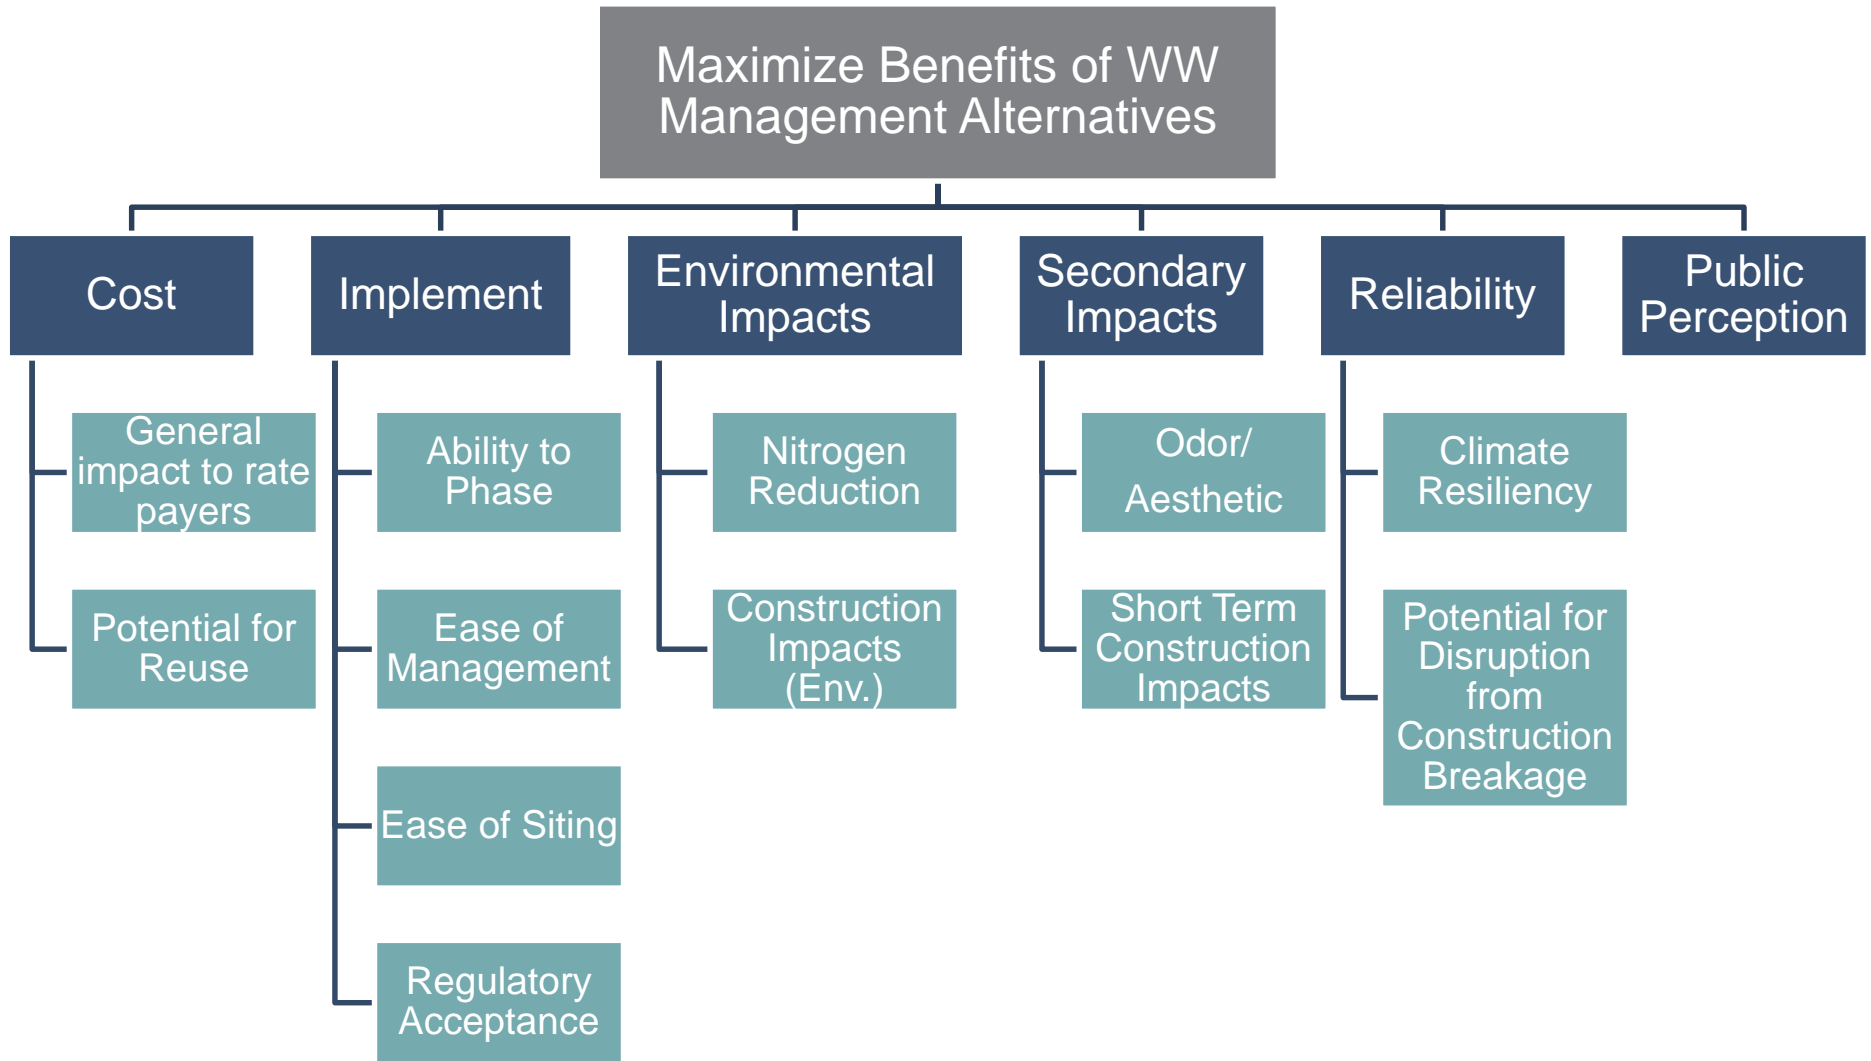 Maximize Benefits of WW
Management Alternatives
Cost
Implement
Environmental
Impacts
Secondary
Impacts
Reliability
Public
Perception
General
impact to rate
payers
Potential for
Reuse
Ability to
Phase
Ease of
Management
Ease of Siting
Regulatory
Acceptance
Nitrogen
Reduction
Construction
Impacts
(Env.)
Odor/
Aesthetic
Short Term
Construction
Impacts
Climate
Resiliency
Potential for
Disruption
from
Construction
Breakage